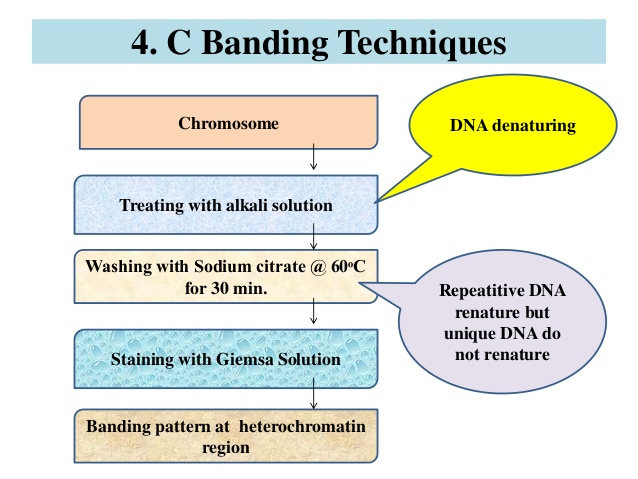 4. C Banding Techniques
Chromosome
DNA denaturing
Treating with alkali solution
Washing with Sodium citrate @ 60oC
for 30 min.
Repeatitive DNA
renature but
unique DNA do
not renature
Staining with Giemsa Solution
Banding pattern at heterochromatin
region